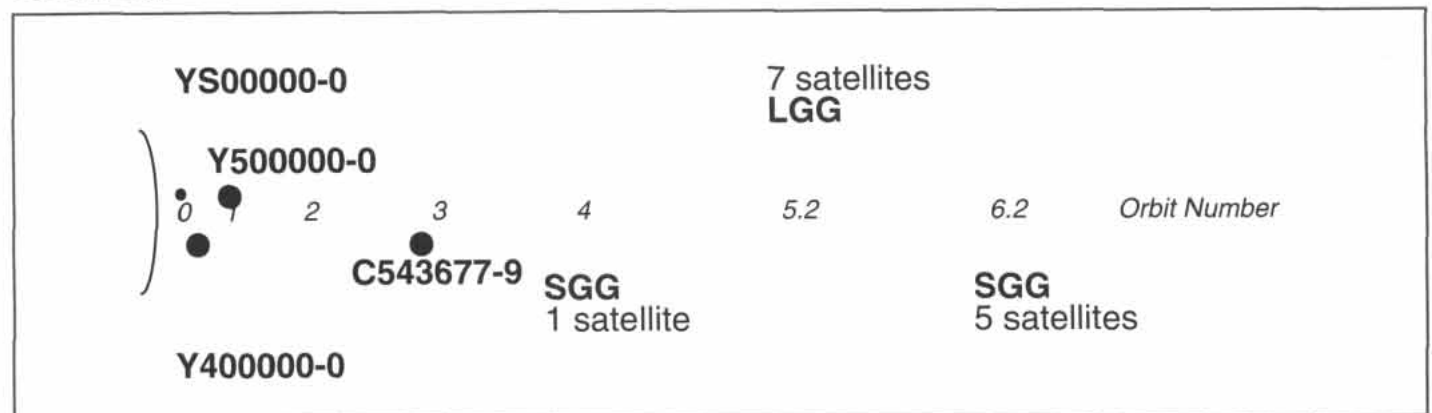 YS00000-0
7 satellites
LGG
Y500000-0
0 1 2 3 4 5.2 6.2 Orbit Number
C543677-9
SGG
1 satellite
SGG
5 satellites
Y400000-0